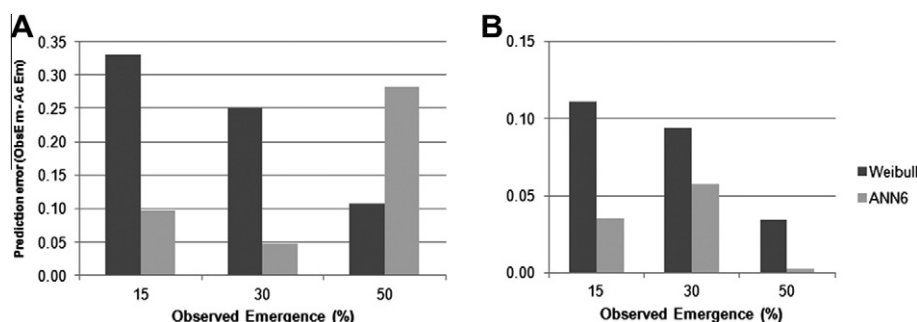 A
Prediction error (ObsEm - AcEm)
0.35
0.30
0.25
0.20
0.15
0.10
0.05
0.00
15 30 50
Observed Emergence (%)
B
0.15
0.10
0.05
0.00
15 30 50
Observed Emergence (%)
Weibull
ANN6